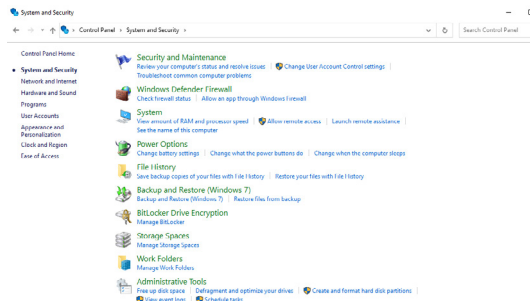 System and Security
Control Panel > System and Security >
Search Control Panel
Control Panel Home
System and Security
Network and Internet
Hardware and Sound
Programs
User Accounts
Appearance and
Personalization
Clock and Region
Ease of Access
Security and Maintenance
Review your computer's status and resolve issues | Change User Account Control settings |
Troubleshoot common computer problems
Windows Defender Firewall
Check firewall status | Allow an app through Windows Firewall
System
View amount of RAM and processor speed | Allow remote access | Launch remote assistance |
See the name of this computer
Power Options
Change battery settings | Change what the power buttons do | Change when the computer sleeps
File History
Save backup copies of your files with File History | Restore your files with File History
Backup and Restore (Windows 7)
Backup and Restore (Windows 7) | Restore files from backup
BitLocker Drive Encryption
Manage BitLocker
Storage Spaces
Manage Storage Spaces
Work Folders
Manage Work Folders
Administrative Tools
Free up disk space | Defragment and optimize your drives | Create and format hard disk partitions |
View event logs | Schedule tasks